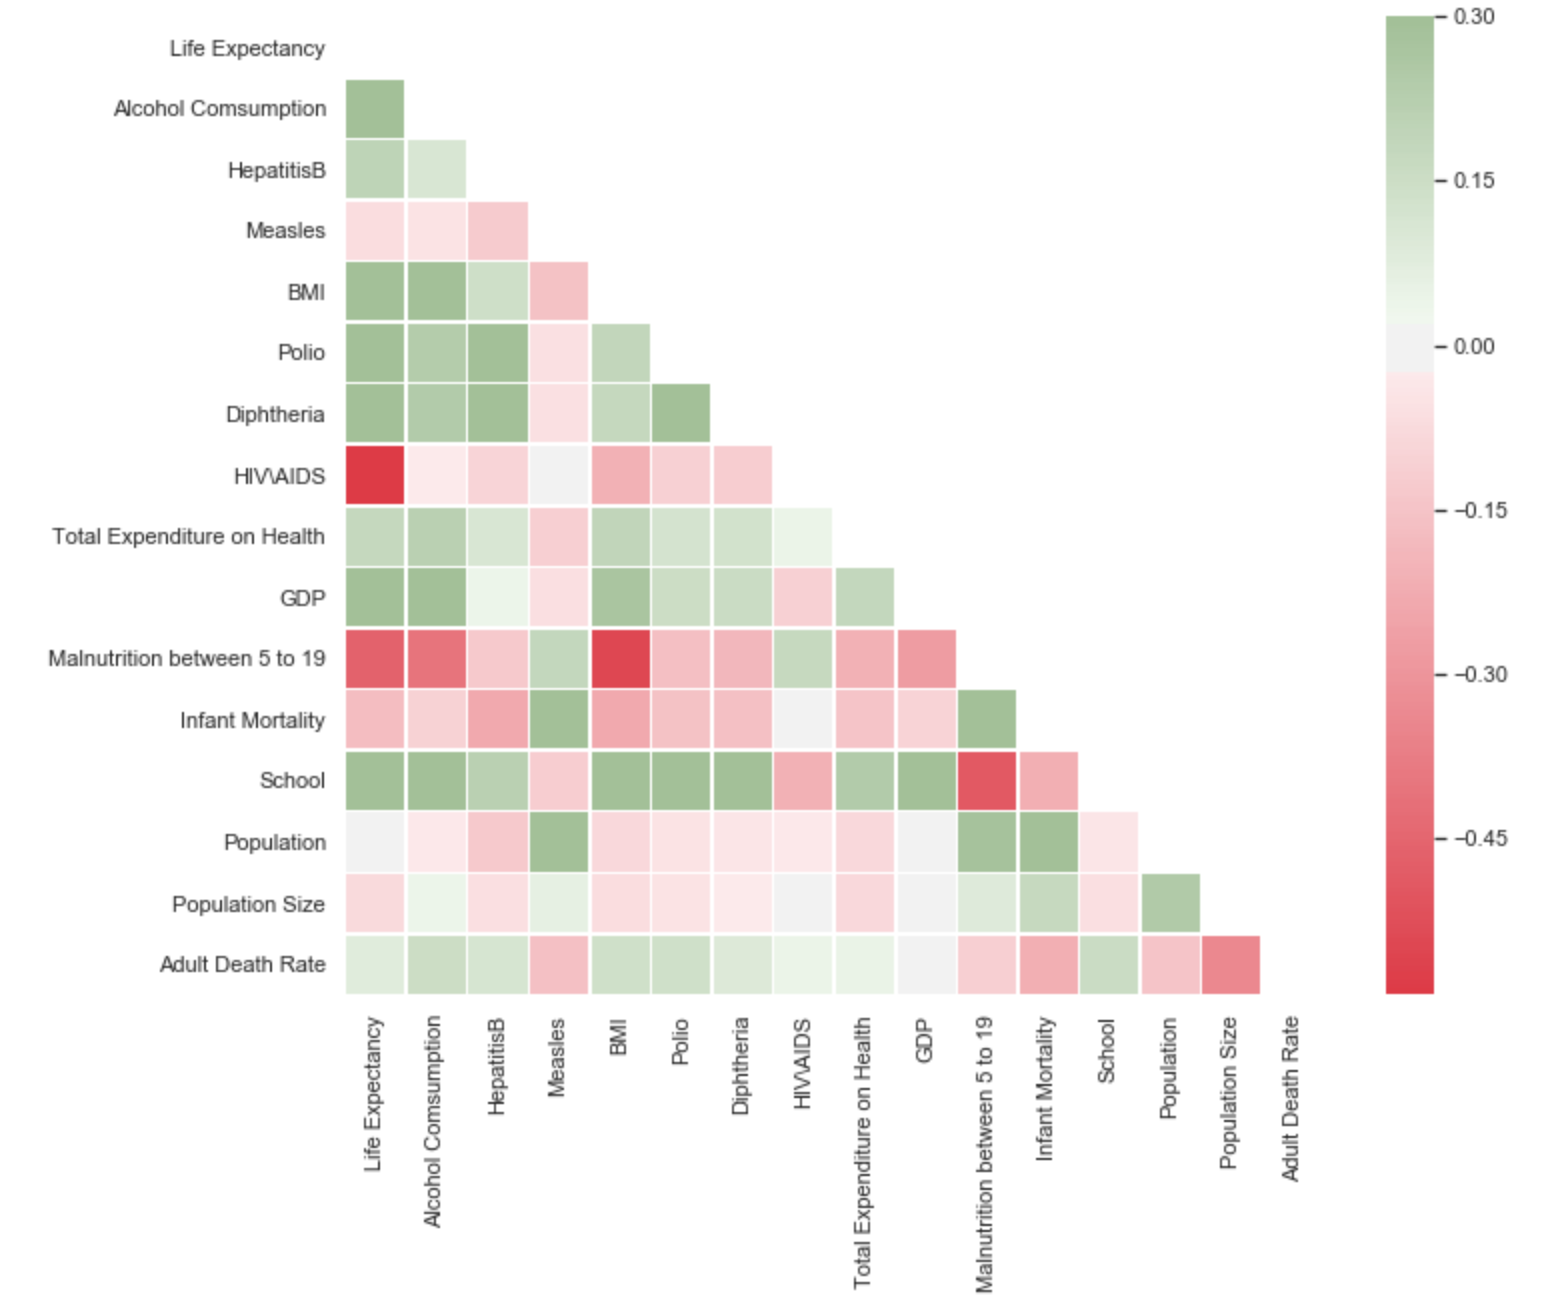 Life Expectancy
Alcohol Comsumption
HepatitisB
Measles
BMI
Polio
Diphtheria
HIV\AIDS
Total Expenditure on Health
GDP
Malnutrition between 5 to 19
Infant Mortality
School
Population
Population Size
Adult Death Rate
Life Expectancy
Alcohol Comsumption
HepatitisB
Measles
BMI
Polio
Diphtheria
HIV\AIDS
Total Expenditure on Health
GDP
Malnutrition between 5 to 19
Infant Mortality
School
Population
Population Size
Adult Death Rate
0.30
0.15
0.00
−0.15
−0.30
−0.45